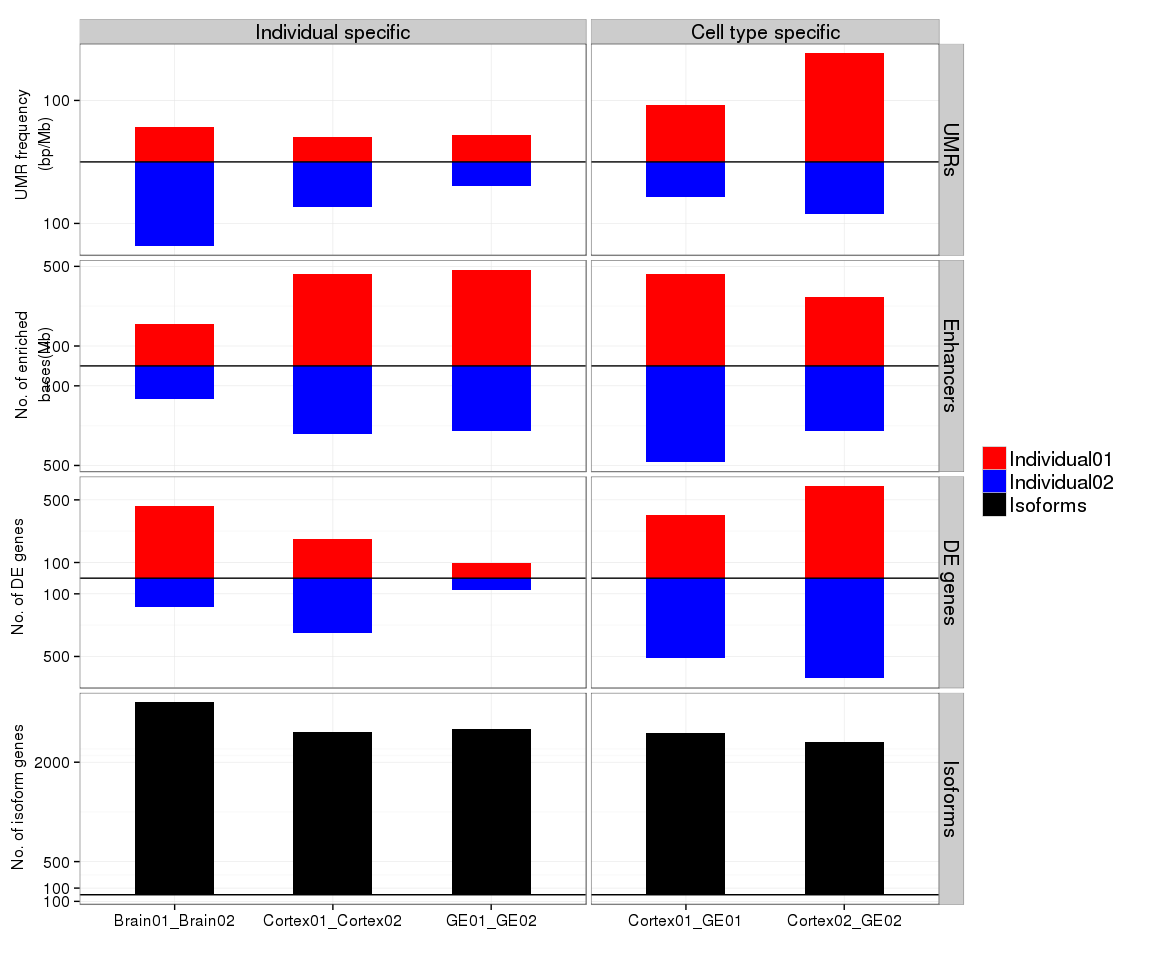 Individual specific
Cell type specific
UMR frequency
(bp/Mb)
100
100
UMRs
No. of enriched
bases(Mb)
500
100
100
500
Enhancers
No. of DE genes
500
100
100
500
DE genes
No. of isoform genes
2000
500
100
100
Isoforms
Brain01_Brain02
Cortex01_Cortex02
GE01_GE02
Cortex01_GE01
Cortex02_GE02
Individual01
Individual02
Isoforms